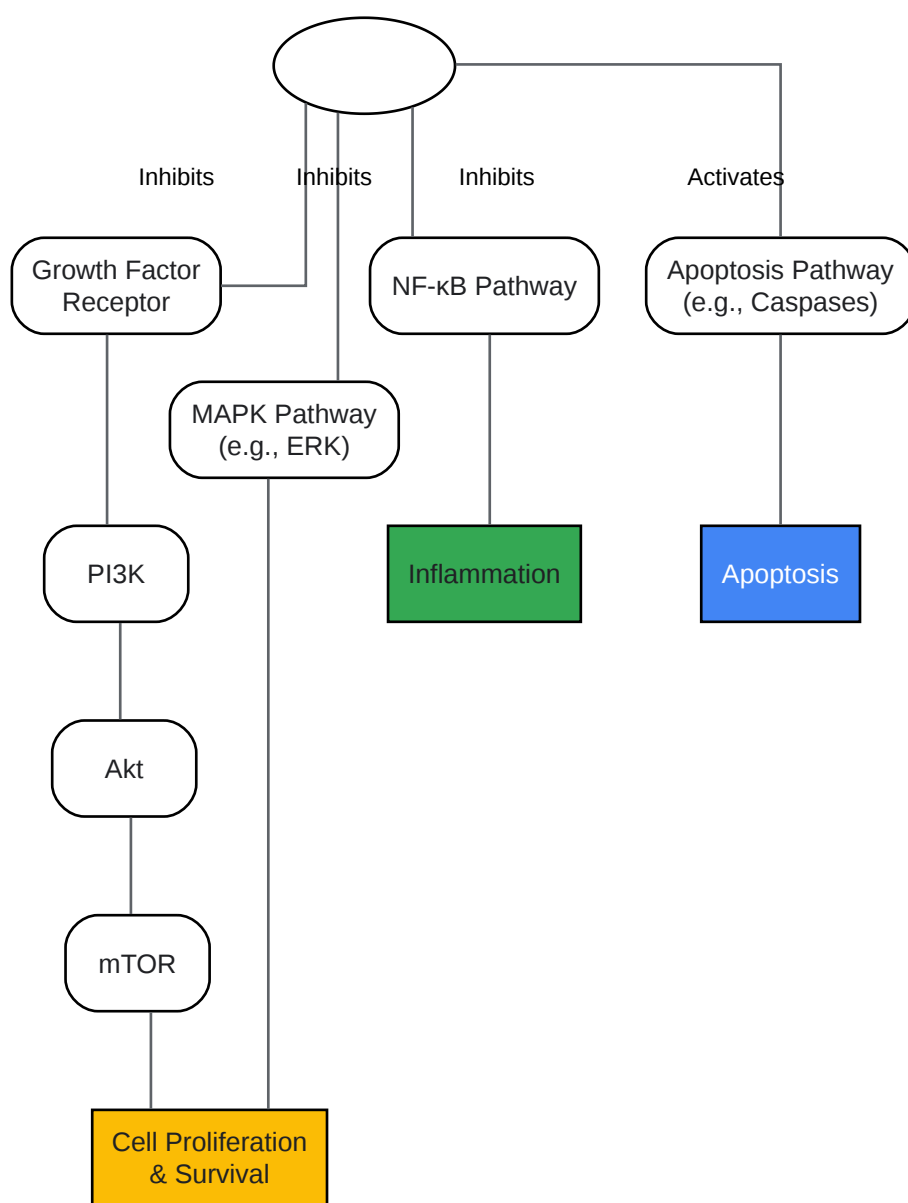 Inhibits
Inhibits
Inhibits
Activates
Growth Factor
Receptor
NF-κB Pathway
Apoptosis Pathway
(e.g., Caspases)
MAPK Pathway
(e.g., ERK)
PI3K
Inflammation
Apoptosis
Akt
mTOR
Cell Proliferation
& Survival